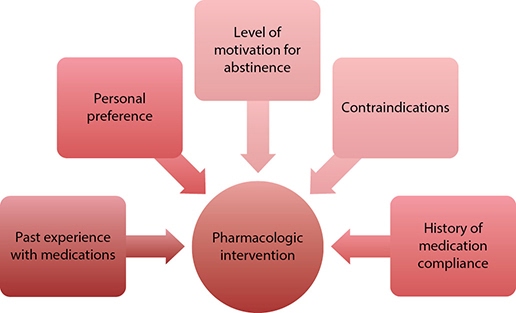 Level of
motivation for
abstinence
Personal
preference
Contraindications
Past experience
with medications
Pharmacologic
intervention
History of
medication
compliance